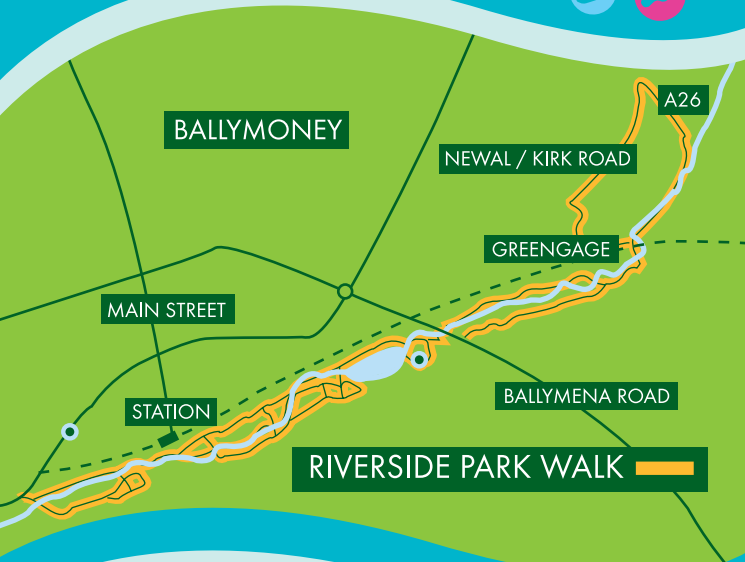 A26
BALLYMONEY
NEWAL / KIRK ROAD
GREENGAGE
MAIN STREET
BALLYMENA ROAD
STATION
RIVERSIDE PARK WALK